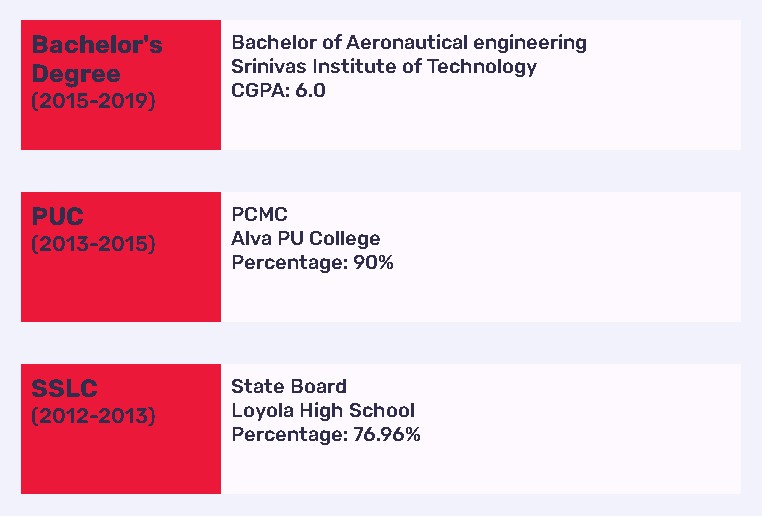 Bachelor's
Degree
(2015-2019)
Bachelor of Aeronautical engineering
Srinivas Institute of Technology
CGPA: 6.0
PUC
(2013-2015)
PCMC
Alva PU College
Percentage: 90%
SSLC
(2012-2013)
State Board
Loyola High School
Percentage: 76.96%